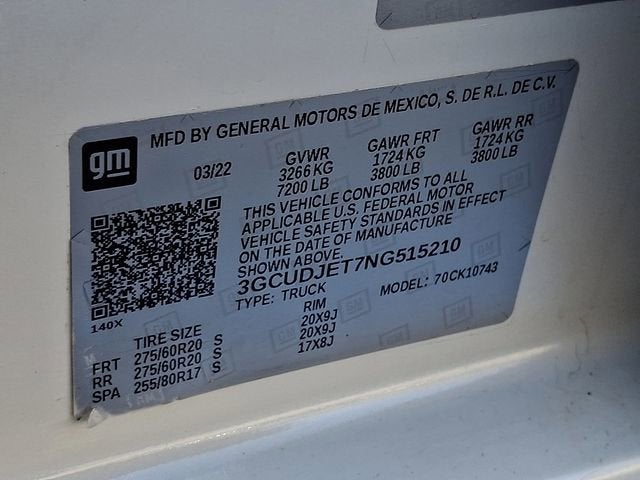 MFD BY GENERAL MOTORS DE MEXICO, S. DE R.L. DE C.V.
gm
03/22 GVWR GAWR FRT GAWR RR
3266 KG 1724 KG 1724 KG
7200 LB 3800 LB 3800 LB
THIS VEHICLE CONFORMS TO ALL
APPLICABLE U.S. FEDERAL MOTOR
VEHICLE SAFETY STANDARDS IN EFFECT
ON THE DATE OF MANUFACTURE
SHOWN ABOVE.
3GCUDJET7NG515210
TYPE: TRUCK MODEL: 70CK10743
140X
TIRE SIZE RIM
FRT 275/60R20 S 20X9J
RR 275/60R20 S 20X9J
SPA 255/80R17 S 17X8J